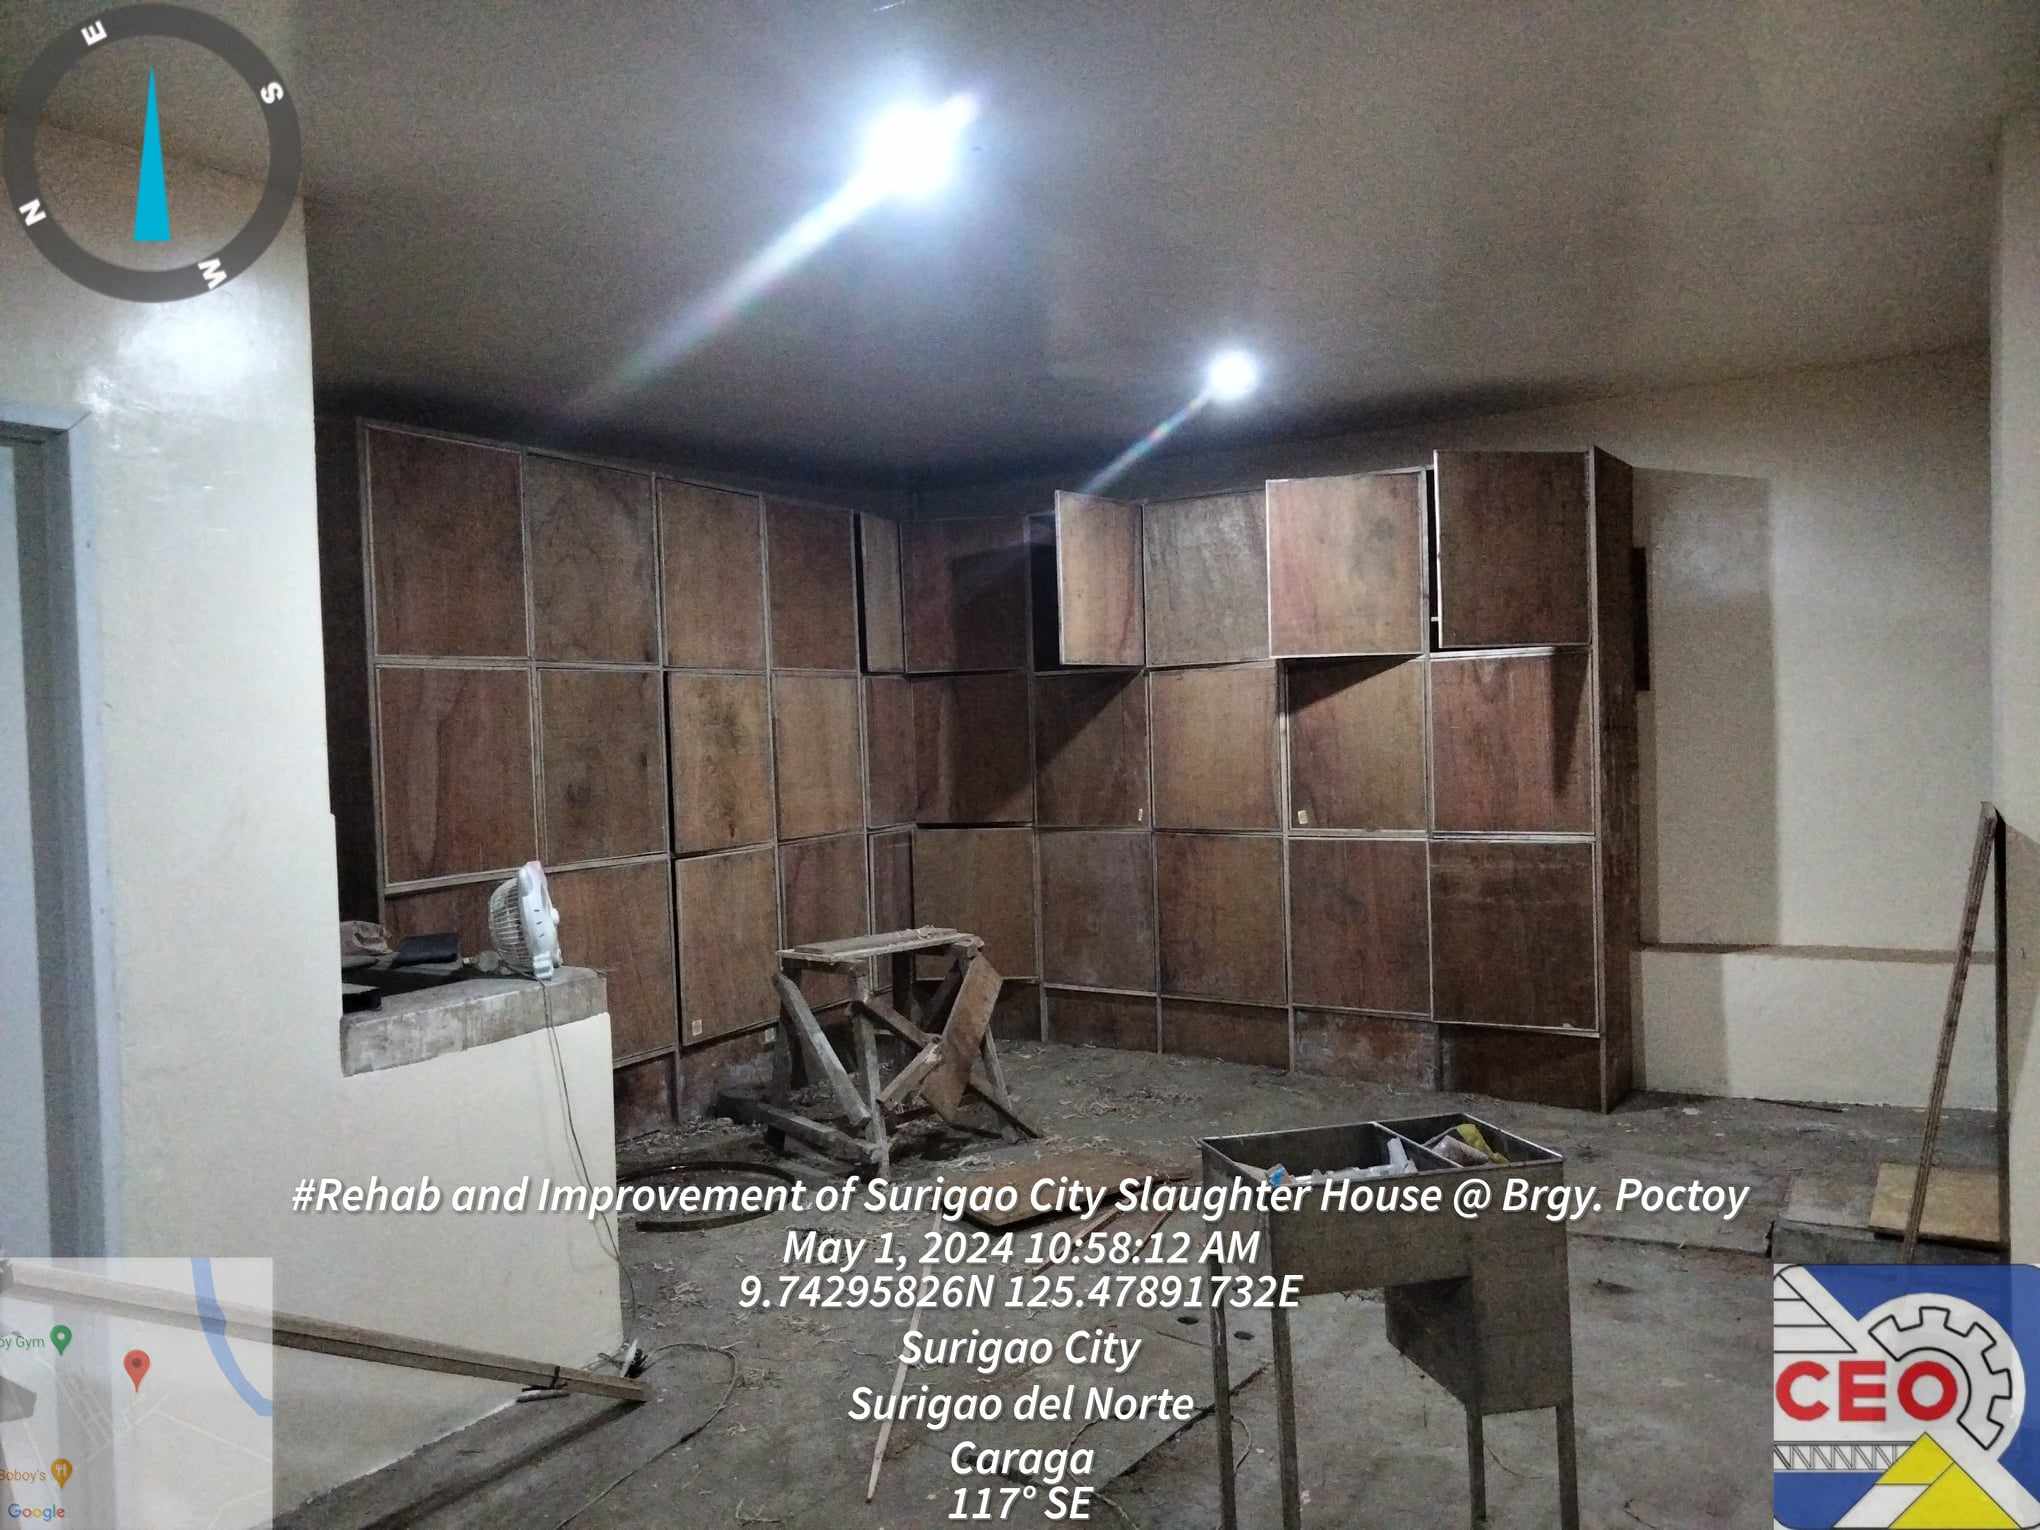 E
S
N
W
#Rehab and Improvement of Surigao City Slaughter House @ Brgy. Poctoy
May 1, 2024 10:58:12 AM
9.74295826N 125.47891732E
Surigao City
Surigao del Norte
Caraga
117° SE
oy Gym
Boboy's
Google
CEO